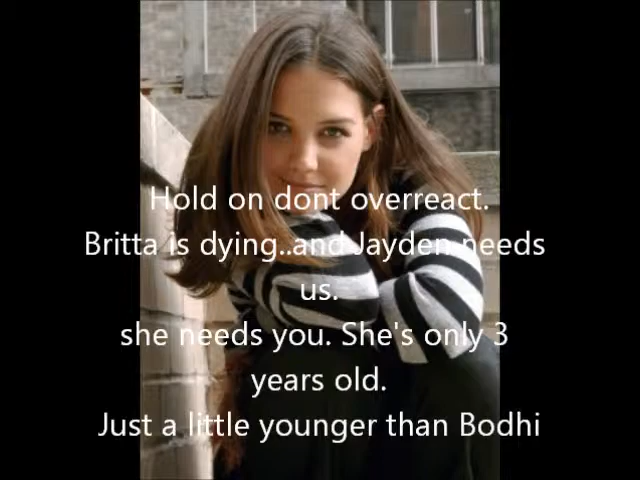 Hold on dont overreact.
Britta is dying..and Jayden needs
us.
she needs you. She's only 3
years old.
Just a little younger than Bodhi